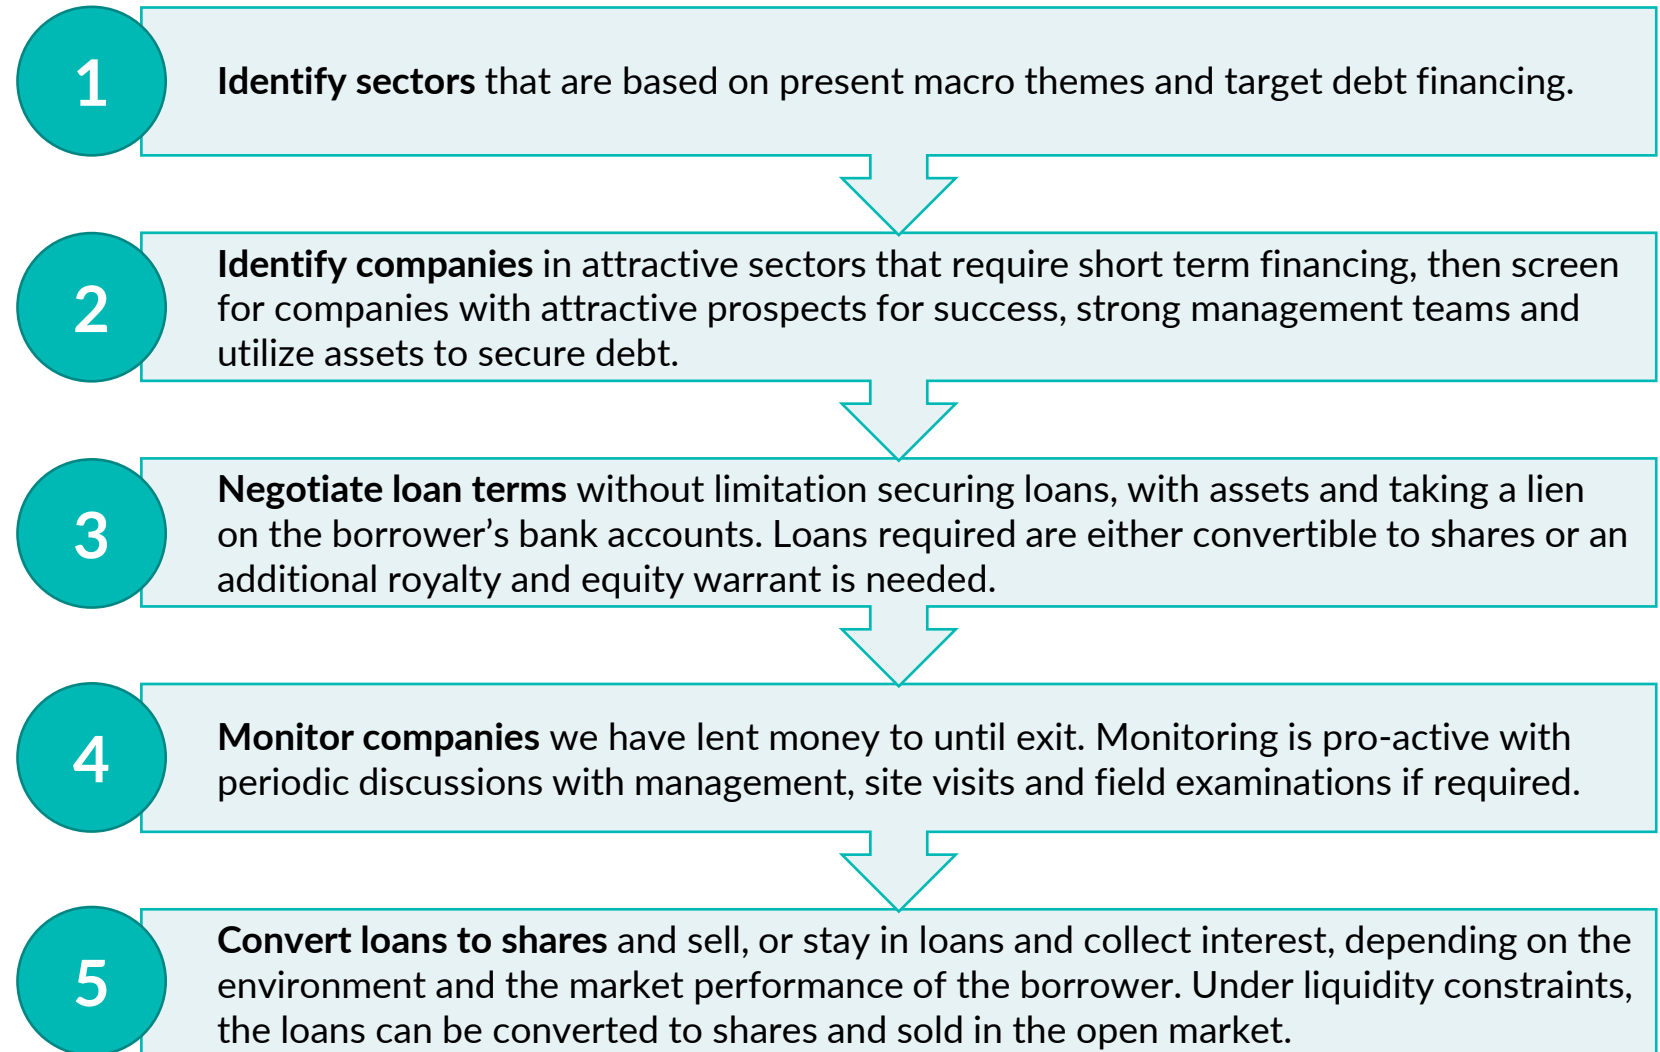 1
Identify sectors that are based on present macro themes and target debt financing.
2
Identify companies in attractive sectors that require short term financing, then screen
for companies with attractive prospects for success, strong management teams and
utilize assets to secure debt.
3
Negotiate loan terms without limitation securing loans, with assets and taking a lien
on the borrower’s bank accounts. Loans required are either convertible to shares or an
additional royalty and equity warrant is needed.
4
Monitor companies we have lent money to until exit. Monitoring is pro-active with
periodic discussions with management, site visits and field examinations if required.
5
Convert loans to shares and sell, or stay in loans and collect interest, depending on the
environment and the market performance of the borrower. Under liquidity constraints,
the loans can be converted to shares and sold in the open market.